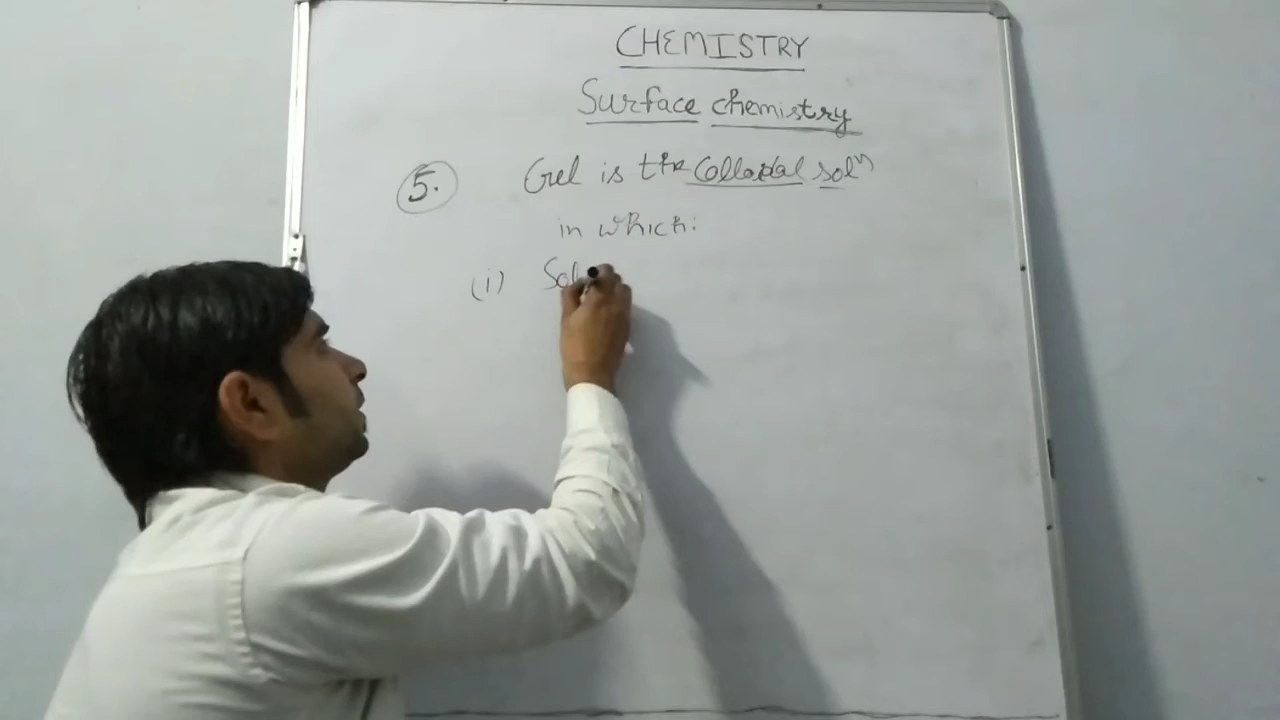 CHEMISTRY
Surface chemistry
5. Gel is the Colloidal solⁿ
in which:
(i) Sol